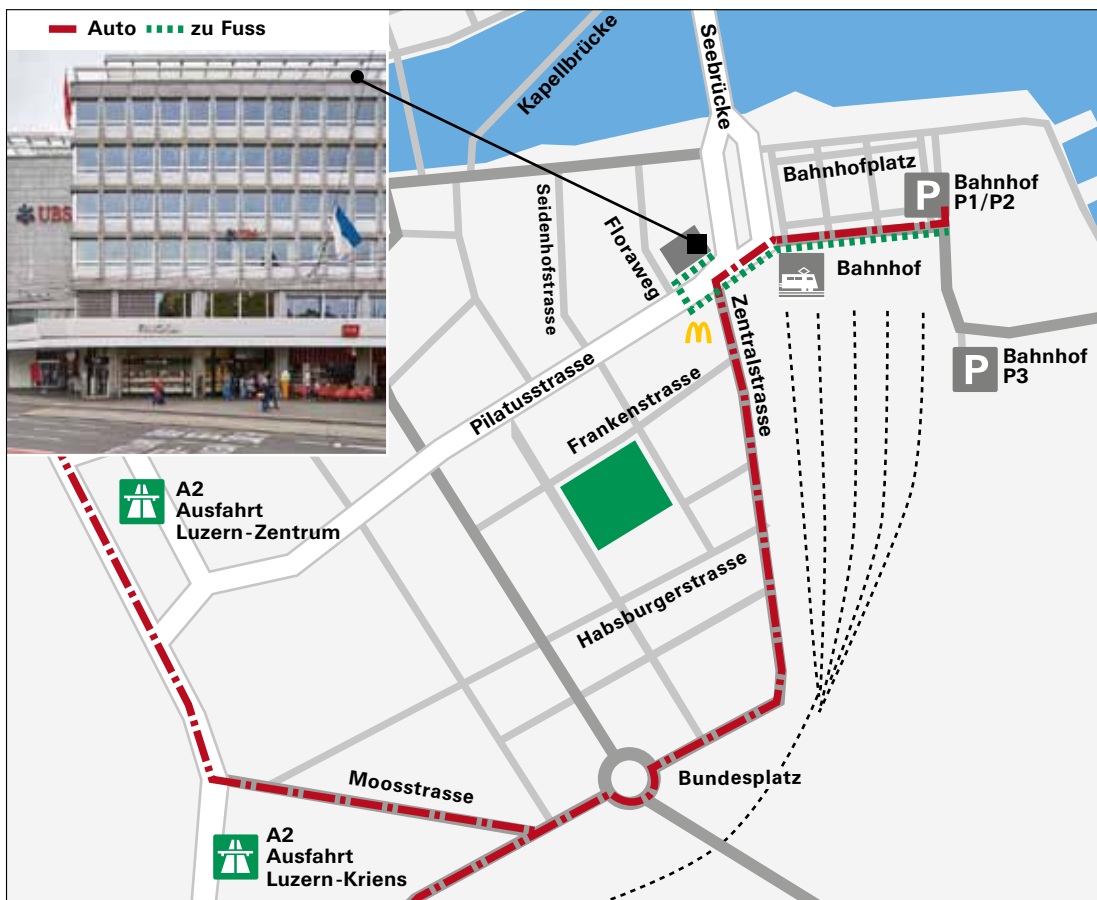 Auto zu Fuss
UBS
Kapellbrücke
Seebrücke
Bahnhofplatz
P
Bahnhof
P1/P2
Seidenhofstrasse
Floraweg
Bahnhof
Zentralstrasse
P
Bahnhof
P3
Pilatusstrasse
Frankenstrasse
A2
Ausfahrt
Luzern-Zentrum
Habsburgerstrasse
Moosstrasse
Bundesplatz
A2
Ausfahrt
Luzern-Kriens